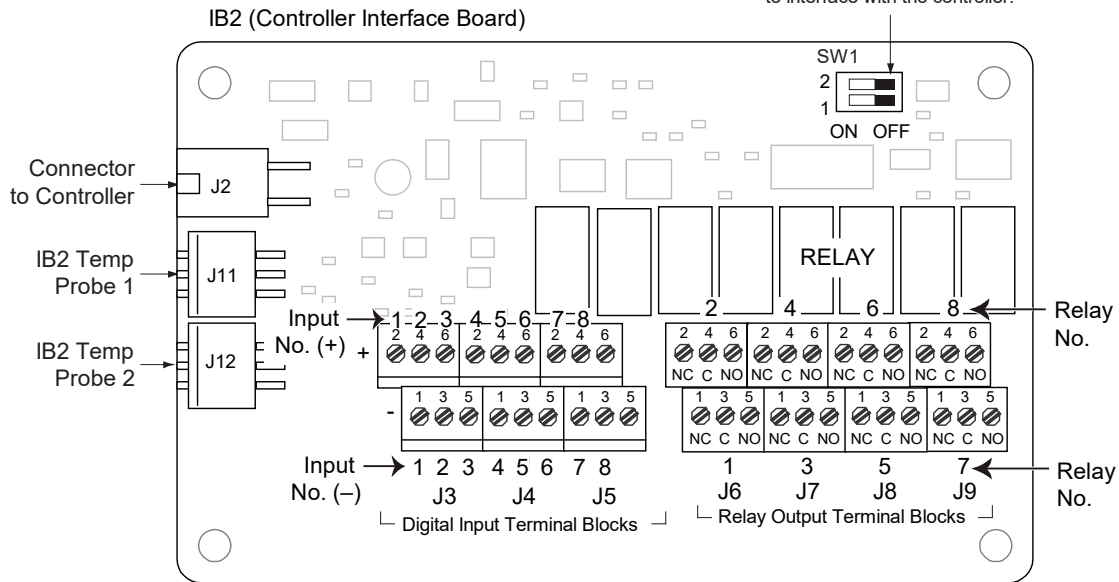 to interface with the controller.
IB2 (Controller Interface Board)
SW1
2
1
ON OFF
Connector
to Controller
J2
IB2 Temp
Probe 1
J11
RELAY
IB2 Temp
Probe 2
J12
Input
No. (+)
1 2 3 4 5 6 7 8
2 4 6 8
Relay
No.
+
2 4 6 2 4 6 2 4 6
2 4 6 2 4 6 2 4 6 2 4 6
NC C NO NC C NO NC C NO NC C NO
-
1 3 5 1 3 5 1 3 5
1 3 5 1 3 5 1 3 5 1 3 5
NC C NO NC C NO NC C NO NC C NO
Input
No. (–)
1 2 3 4 5 6 7 8
1 3 5 7
Relay
No.
J3 J4 J5
J6 J7 J8 J9
Digital Input Terminal Blocks
Relay Output Terminal Blocks